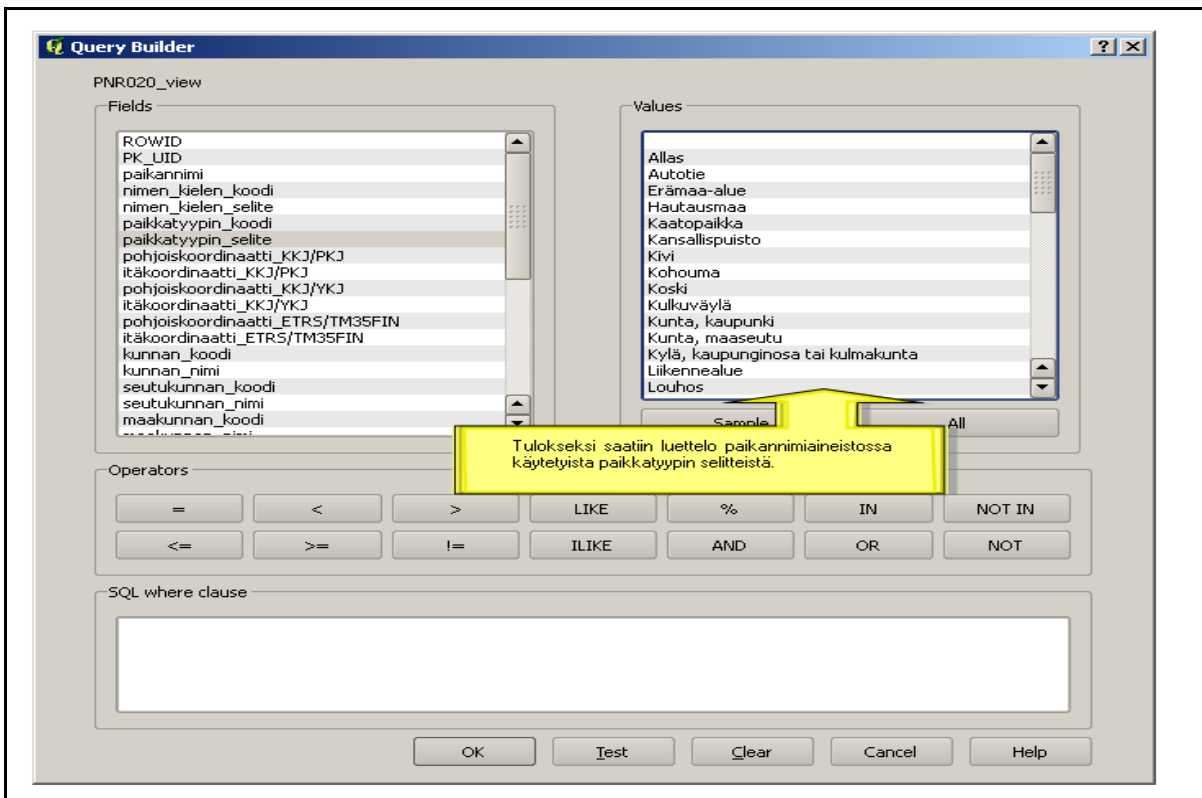 Query Builder
PNR020_view
Fields
ROWID
PK_UID
paikannimi
nimen_kielen_koodi
nimen_kielen_selite
paikkatyypin_koodi
paikkatyypin_selite
pohjoiskoordinaatti_KKJ/PKJ
itäkoordinaatti_KKJ/PKJ
pohjoiskoordinaatti_KKJ/YKJ
itäkoordinaatti_KKJ/YKJ
pohjoiskoordinaatti_ETRS/TM35FIN
itäkoordinaatti_ETRS/TM35FIN
kunnan_koodi
kunnan_nimi
seutukunnan_koodi
seutukunnan_nimi
maakunnan_koodi
Values
Allas
Autotie
Erämaa-alue
Hautausmaa
Kaatopaikka
Kansallispuisto
Kivi
Kohouma
Koski
Kulkuväylä
Kunta, kaupunki
Kunta, maaseutu
Kylä, kaupunginosa tai kulmakunta
Liikennealue
Louhos
Sample
All
Tulokseksi saatiin luettelo paikannimiaineistossa
käytetyista paikkatyypin selitteistä.
Operators
= < > LIKE % IN NOT IN
<= >= != ILIKE AND OR NOT
SQL where clause
OK Test Clear Cancel Help